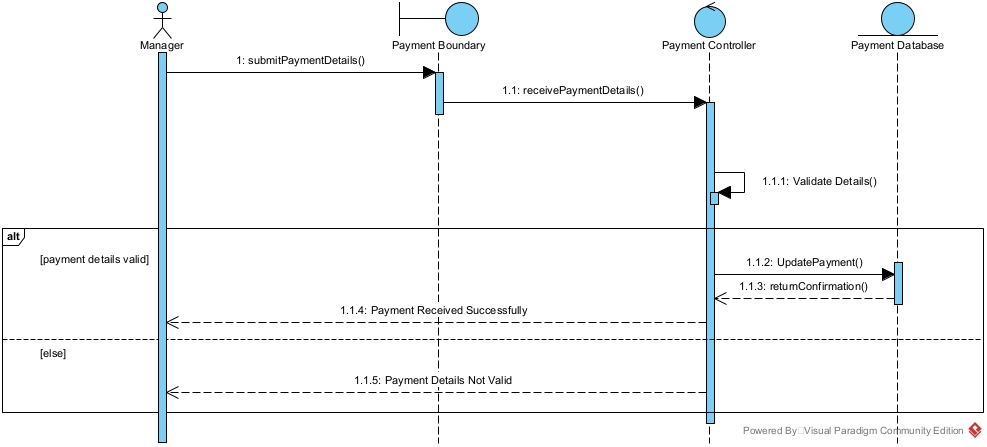 Manager
Payment Boundary
Payment Controller
Payment Database
1: submitPaymentDetails()
1.1: receivePaymentDetails()
1.1.1: Validate Details()
alt
[payment details valid]
1.1.2: UpdatePayment()
1.1.3: returnConfirmation()
1.1.4: Payment Received Successfully
[else]
1.1.5: Payment Details Not Valid
Powered By Visual Paradigm Community Edition